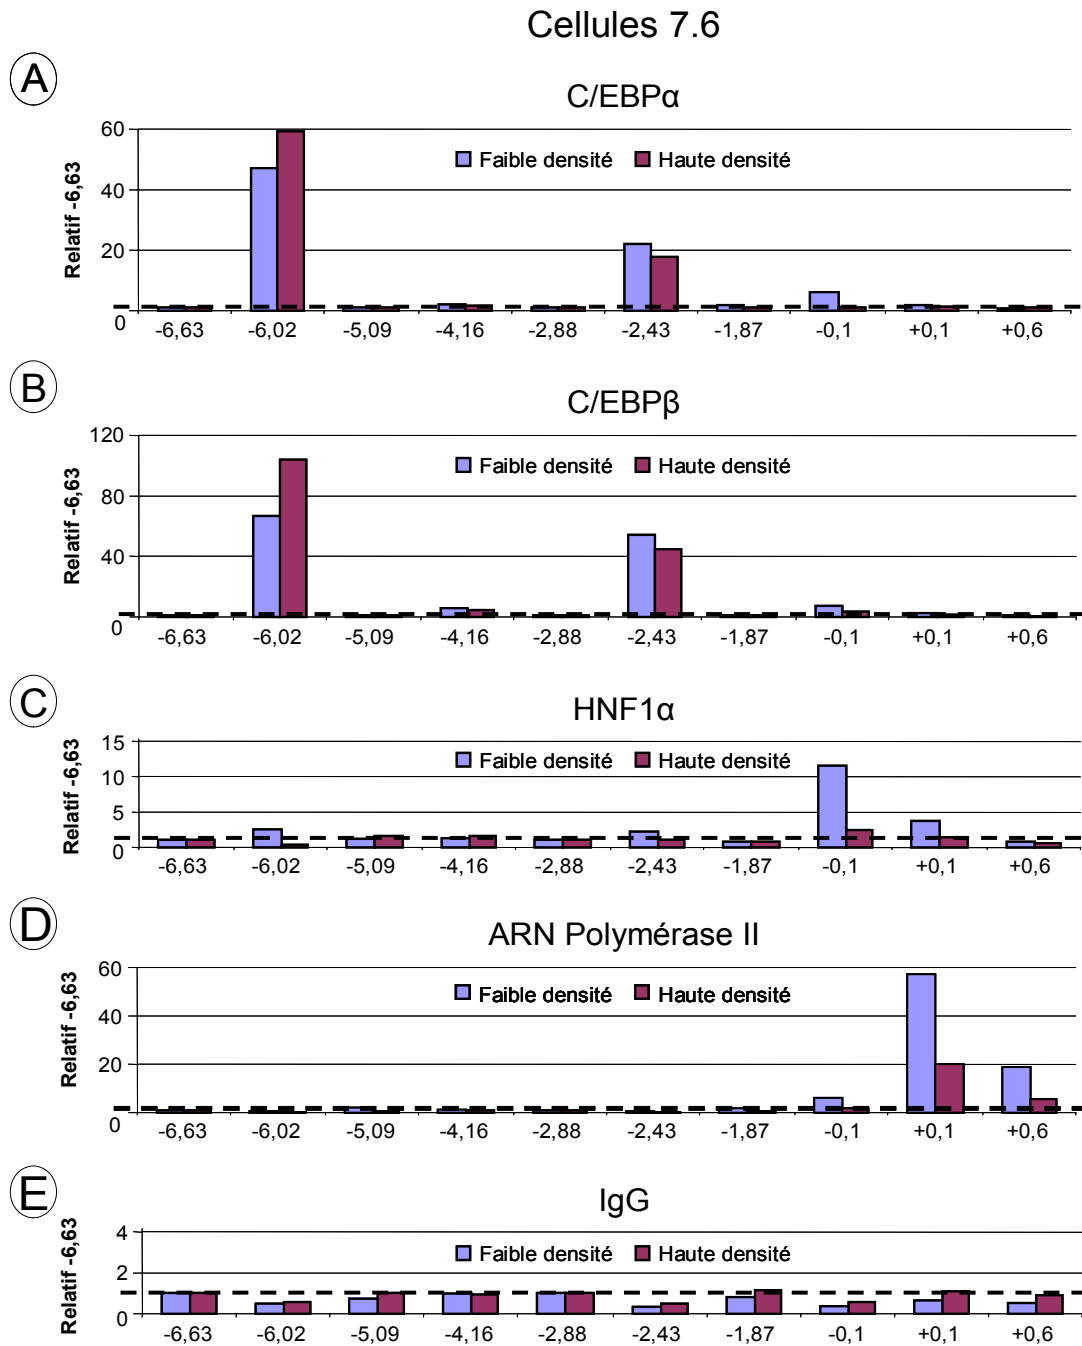 Cellules 7.6
A
C/EBPα
Relatif -6,63
60
40
20
0
Faible densité Haute densité
-6,63 -6,02 -5,09 -4,16 -2,88 -2,43 -1,87 -0,1 +0,1 +0,6
B
C/EBPβ
Relatif -6,63
120
80
40
0
Faible densité Haute densité
-6,63 -6,02 -5,09 -4,16 -2,88 -2,43 -1,87 -0,1 +0,1 +0,6
C
HNF1α
Relatif -6,63
15
10
5
0
Faible densité Haute densité
-6,63 -6,02 -5,09 -4,16 -2,88 -2,43 -1,87 -0,1 +0,1 +0,6
D
ARN Polymérase II
Relatif -6,63
60
40
20
0
Faible densité Haute densité
-6,63 -6,02 -5,09 -4,16 -2,88 -2,43 -1,87 -0,1 +0,1 +0,6
E
IgG
Relatif -6,63
4
2
0
Faible densité Haute densité
-6,63 -6,02 -5,09 -4,16 -2,88 -2,43 -1,87 -0,1 +0,1 +0,6